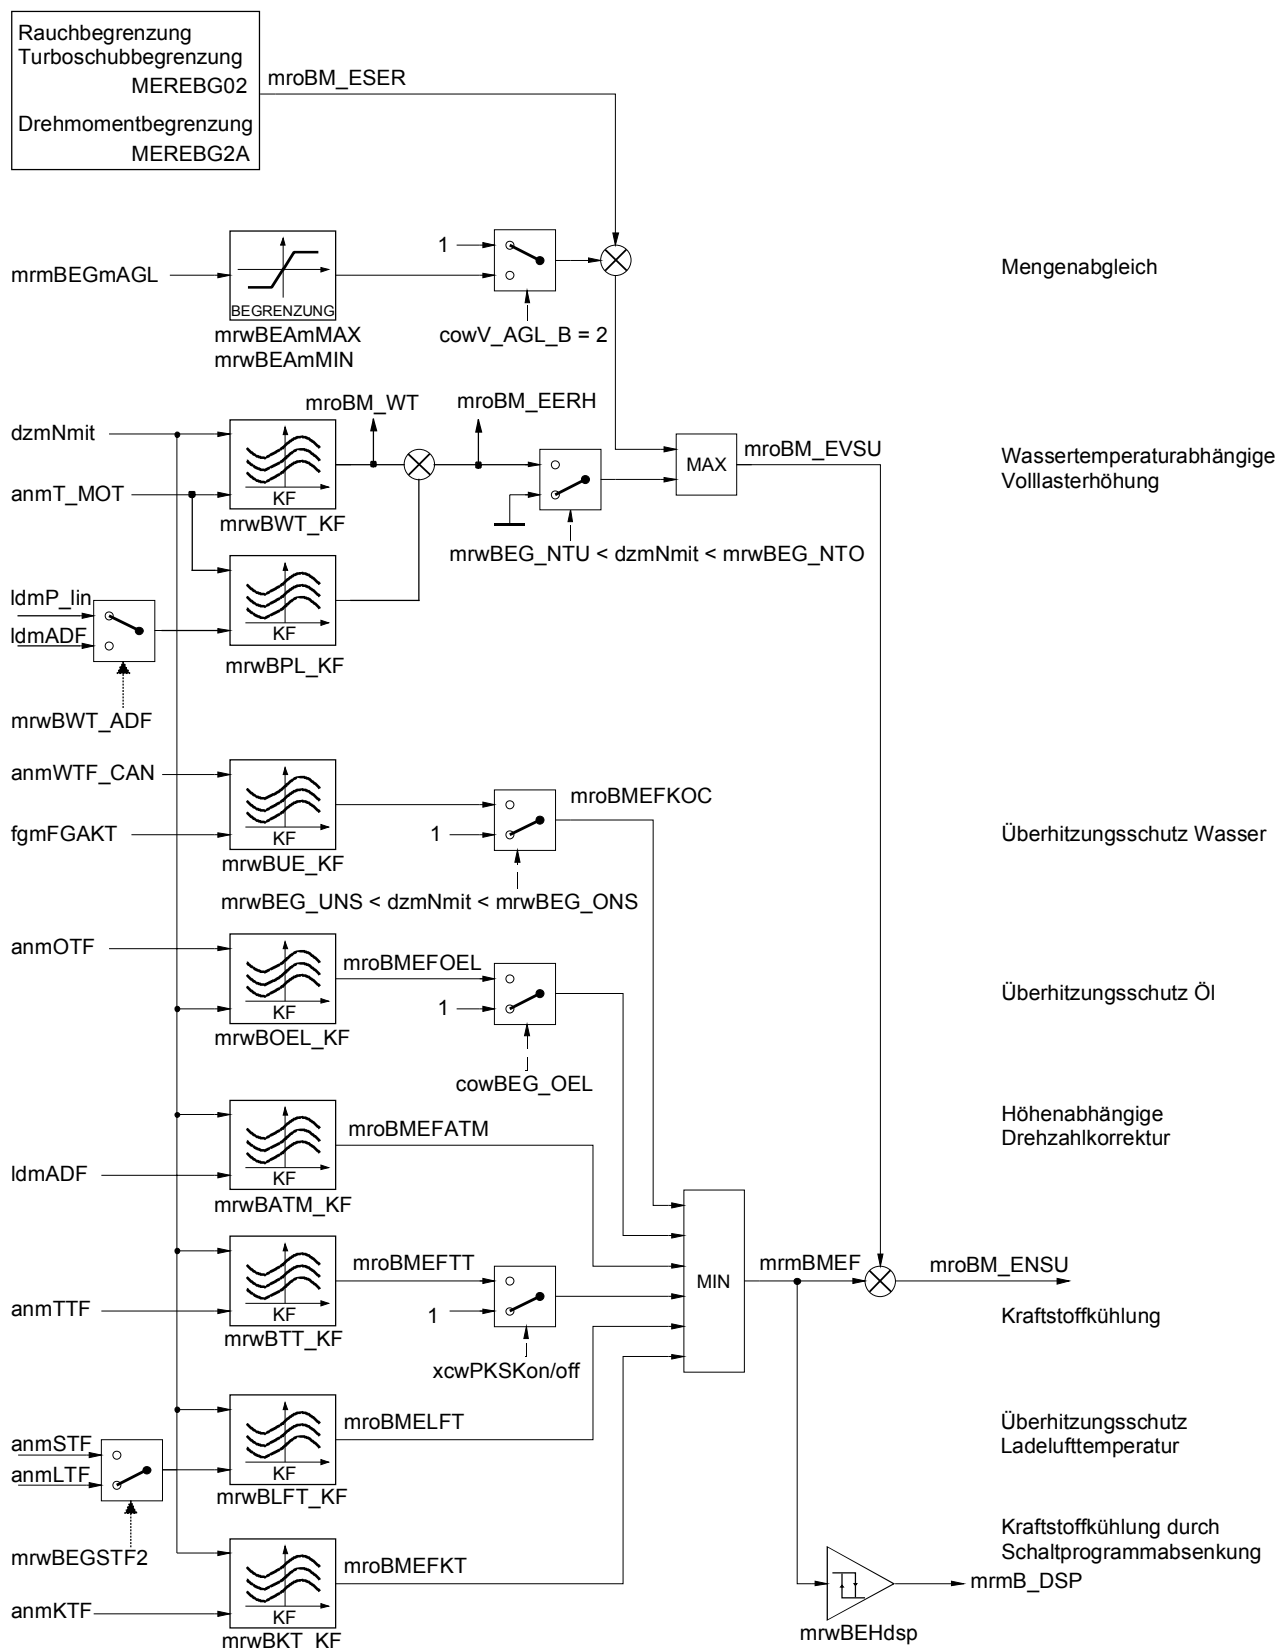 Rauchbegrenzung
Turboschubbegrenzung
MEREBG02
Drehmomentbegrenzung
MEREBG2A
mroBM_ESER
mrmBEGmAGL
BEGRENZUNG
mrwBEAmMAX
mrwBEAmMIN
1
cowV_AGL_B = 2
Mengenabgleich
dzmNmit
anmT_MOT
KF
mrwBWT_KF
mroBM_WT
mroBM_EERH
mrwBEG_NTU < dzmNmit < mrwBEG_NTO
MAX
mroBM_EVSU
Wassertemperaturabhängige
Volllasterhöhung
ldmP_lin
ldmADF
mrwBWT_ADF
KF
mrwBPL_KF
anmWTF_CAN
fgmFGAKT
KF
mrwBUE_KF
1
mroBMEFKOC
mrwBEG_UNS < dzmNmit < mrwBEG_ONS
Überhitzungsschutz Wasser
anmOTF
KF
mrwBOEL_KF
mroBMEFOEL
1
cowBEG_OEL
Überhitzungsschutz Öl
ldmADF
KF
mrwBATM_KF
mroBMEFATM
Höhenabhängige
Drehzahlkorrektur
anmTTF
KF
mrwBTT_KF
mroBMEFTT
1
xcwPKSKon/off
MIN
mrmBMEF
mroBM_ENSU
Kraftstoffkühlung
anmSTF
anmLTF
mrwBEGSTF2
KF
mrwBLFT_KF
mroBMELFT
Überhitzungsschutz
Ladelufttemperatur
anmKTF
KF
mrwBKT_KF
mroBMEFKT
Kraftstoffkühlung durch
Schaltprogrammabsenkung
mrmB_DSP
mrwBEHdsp